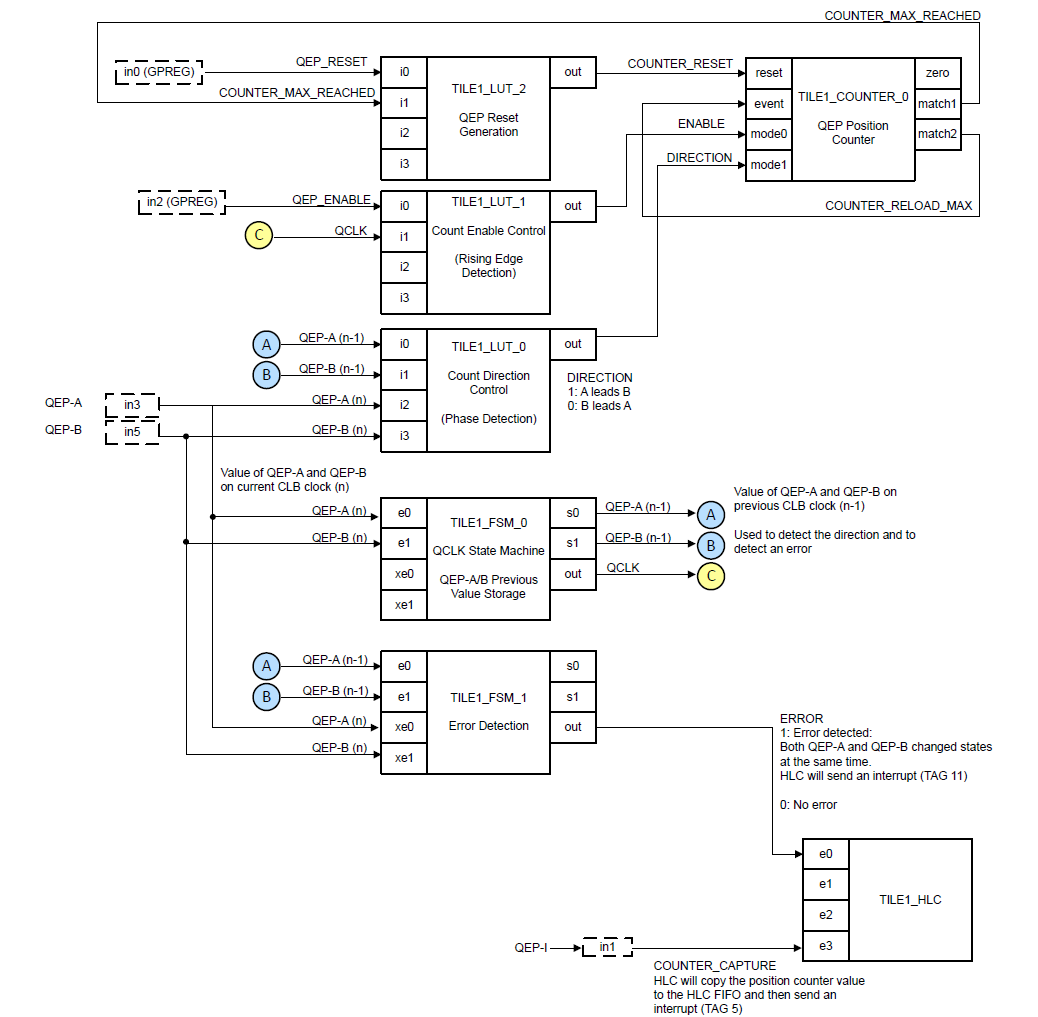 COUNTER_MAX_REACHED
in0 (GPREG)
QEP_RESET
COUNTER_MAX_REACHED
i0
i1
i2
i3
TILE1_LUT_2
QEP Reset
Generation
out
COUNTER_RESET
ENABLE
DIRECTION
reset
event
mode0
mode1
TILE1_COUNTER_0
QEP Position
Counter
zero
match1
match2
COUNTER_RELOAD_MAX
in2 (GPREG)
QEP_ENABLE
C
QCLK
i0
i1
i2
i3
TILE1_LUT_1
Count Enable Control
(Rising Edge
Detection)
out
A
QEP-A (n-1)
B
QEP-B (n-1)
QEP-A
in3
QEP-A (n)
QEP-B
in5
QEP-B (n)
i0
i1
i2
i3
TILE1_LUT_0
Count Direction
Control
(Phase Detection)
out
DIRECTION
1: A leads B
0: B leads A
Value of QEP-A and QEP-B
on current CLB clock (n)
QEP-A (n)
QEP-B (n)
e0
e1
xe0
xe1
TILE1_FSM_0
QCLK State Machine
QEP-A/B Previous
Value Storage
s0
s1
out
QEP-A (n-1)
A
QEP-B (n-1)
B
QCLK
C
Value of QEP-A and QEP-B on
previous CLB clock (n-1)
Used to detect the direction and to
detect an error
A
QEP-A (n-1)
B
QEP-B (n-1)
QEP-A (n)
QEP-B (n)
e0
e1
xe0
xe1
TILE1_FSM_1
Error Detection
s0
s1
out
ERROR
1: Error detected:
Both QEP-A and QEP-B changed states
at the same time.
HLC will send an interrupt (TAG 11)
0: No error
e0
e1
e2
e3
TILE1_HLC
QEP-I
in1
COUNTER_CAPTURE
HLC will copy the position counter value
to the HLC FIFO and then send an
interrupt (TAG 5)